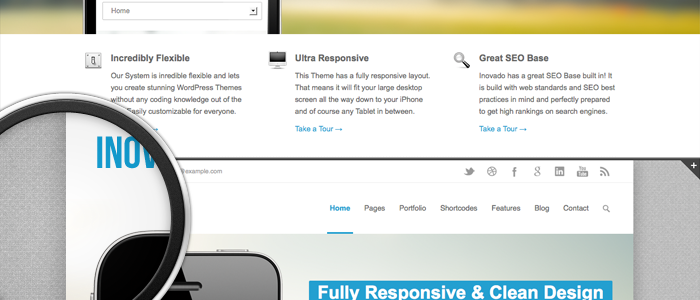 Home
Incredibly Flexible
Ultra Responsive
Great SEO Base
Our System is inredible flexible and lets
you create stunning WordPress Themes
without any coding knowledge out of the
Easily customizable for everyone.
This Theme has a fully responsive layout.
That means it will fit your large desktop
screen all the way down to your iPhone
and of course any Tablet in between.
Take a Tour →
Inovado has a great SEO Base built in! It
is build with web standards and SEO best
practices in mind and perfectly prepared
to get high rankings on search engines.
Take a Tour →
INOV
example.com
Home Pages Portfolio Shortcodes Features Blog Contact
Fully Responsive & Clean Design